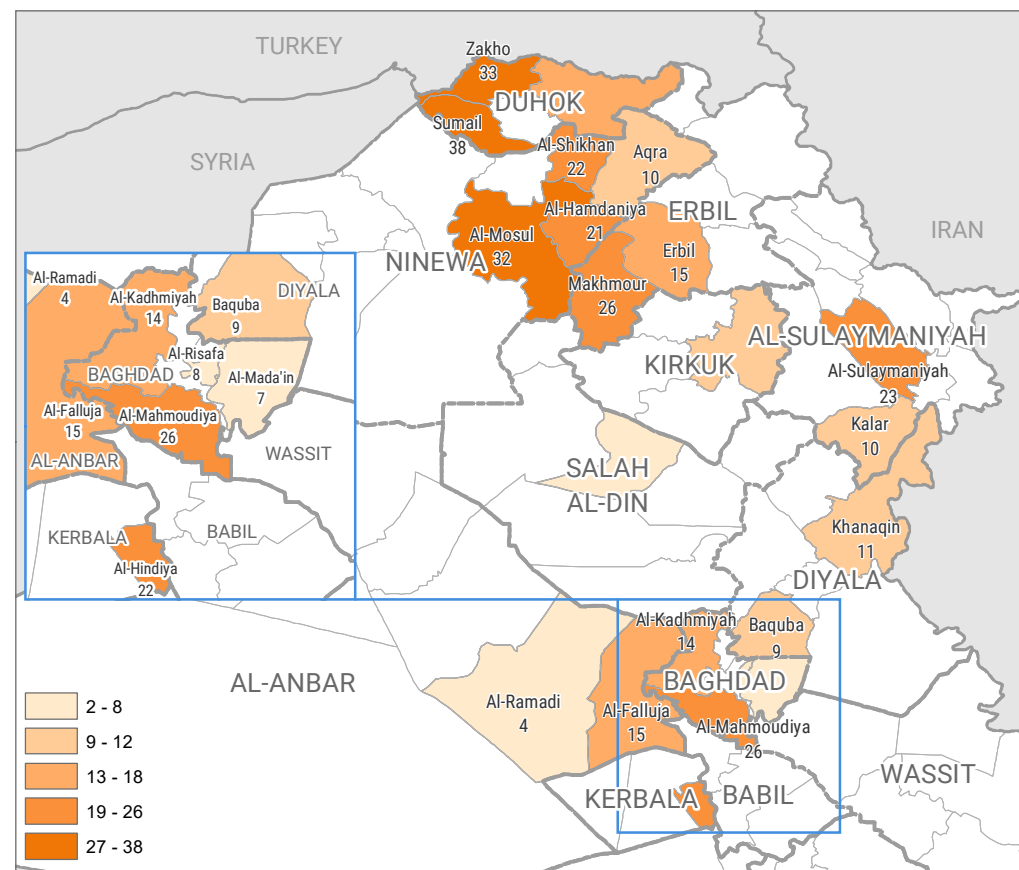 TURKEY
Zakho
33
DUHOK
Sumail
38
Al-Shikhan
22
Aqra
10
SYRIA
Al-Hamdaniya
21
ERBIL
IRAN
Al-Mosul
32
NINEWA
Erbil
15
Makhmour
26
KIRKUK
AL-SULAYMANIYAH
Al-Sulaymaniyah
23
Kalar
10
SALAH
AL-DIN
Khanaqin
11
DIYALA
Al-Ramadi
4
Al-Kadhmiyah
14
DIYALA
Baquba
9
Al-Risafa
8
BAGHDAD
Al-Mada'in
7
Al-Falluja
15
Al-Mahmoudiya
26
AL-ANBAR
WASSIT
KERBALA
BABIL
Al-Hindiya
22
Al-Kadhmiyah
14
Baquba
9
AL-ANBAR
BAGHDAD
Al-Ramadi
4
Al-Falluja
15
Al-Mahmoudiya
26
KERBALA
BABIL
WASSIT
2 - 8
9 - 12
13 - 18
19 - 26
27 - 38